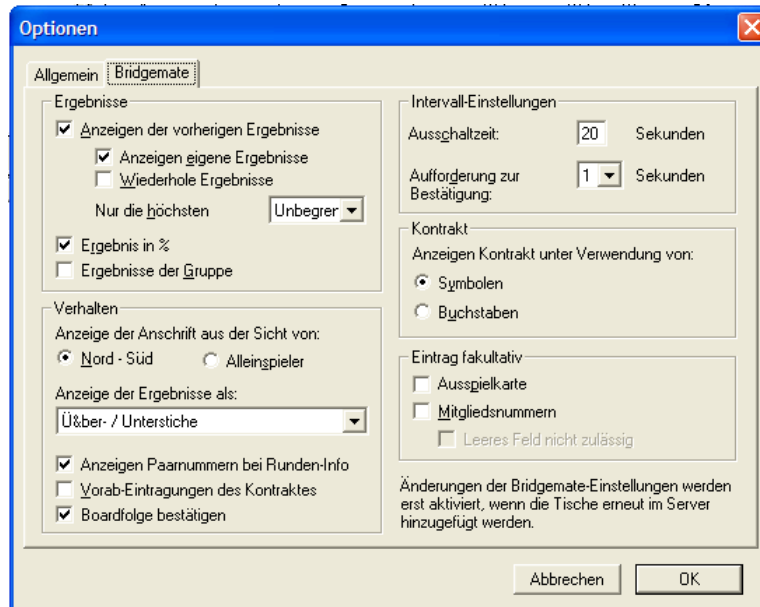 Optionen
Allgemein
Bridgemate
Ergebnisse
Anzeigen der vorherigen Ergebnisse
Anzeigen eigene Ergebnisse
Wiederhole Ergebnisse
Nur die höchsten
Unbegrer
Ergebnis in %
Ergebnisse der Gruppe
Verhalten
Anzeige der Anschrift aus der Sicht von:
Nord - Süd
Alleinspieler
Anzeige der Ergebnisse als:
Ü&ber- / Unterstiche
Anzeigen Paarnummern bei Runden-Info
Vorab-Eintragungen des Kontraktes
Boardfolge bestätigen
Intervall-Einstellungen
Ausschaltzeit:
20
Sekunden
Aufforderung zur
Bestätigung:
1
Sekunden
Kontrakt
Anzeigen Kontrakt unter Verwendung von:
Symbolen
Buchstaben
Eintrag fakultativ
Ausspielkarte
Mitgliedsnummern
Leeres Feld nicht zulässig
Änderungen der Bridgemate-Einstellungen werden
erst aktiviert, wenn die Tische erneut im Server
hinzugefügt werden.
Abbrechen
OK